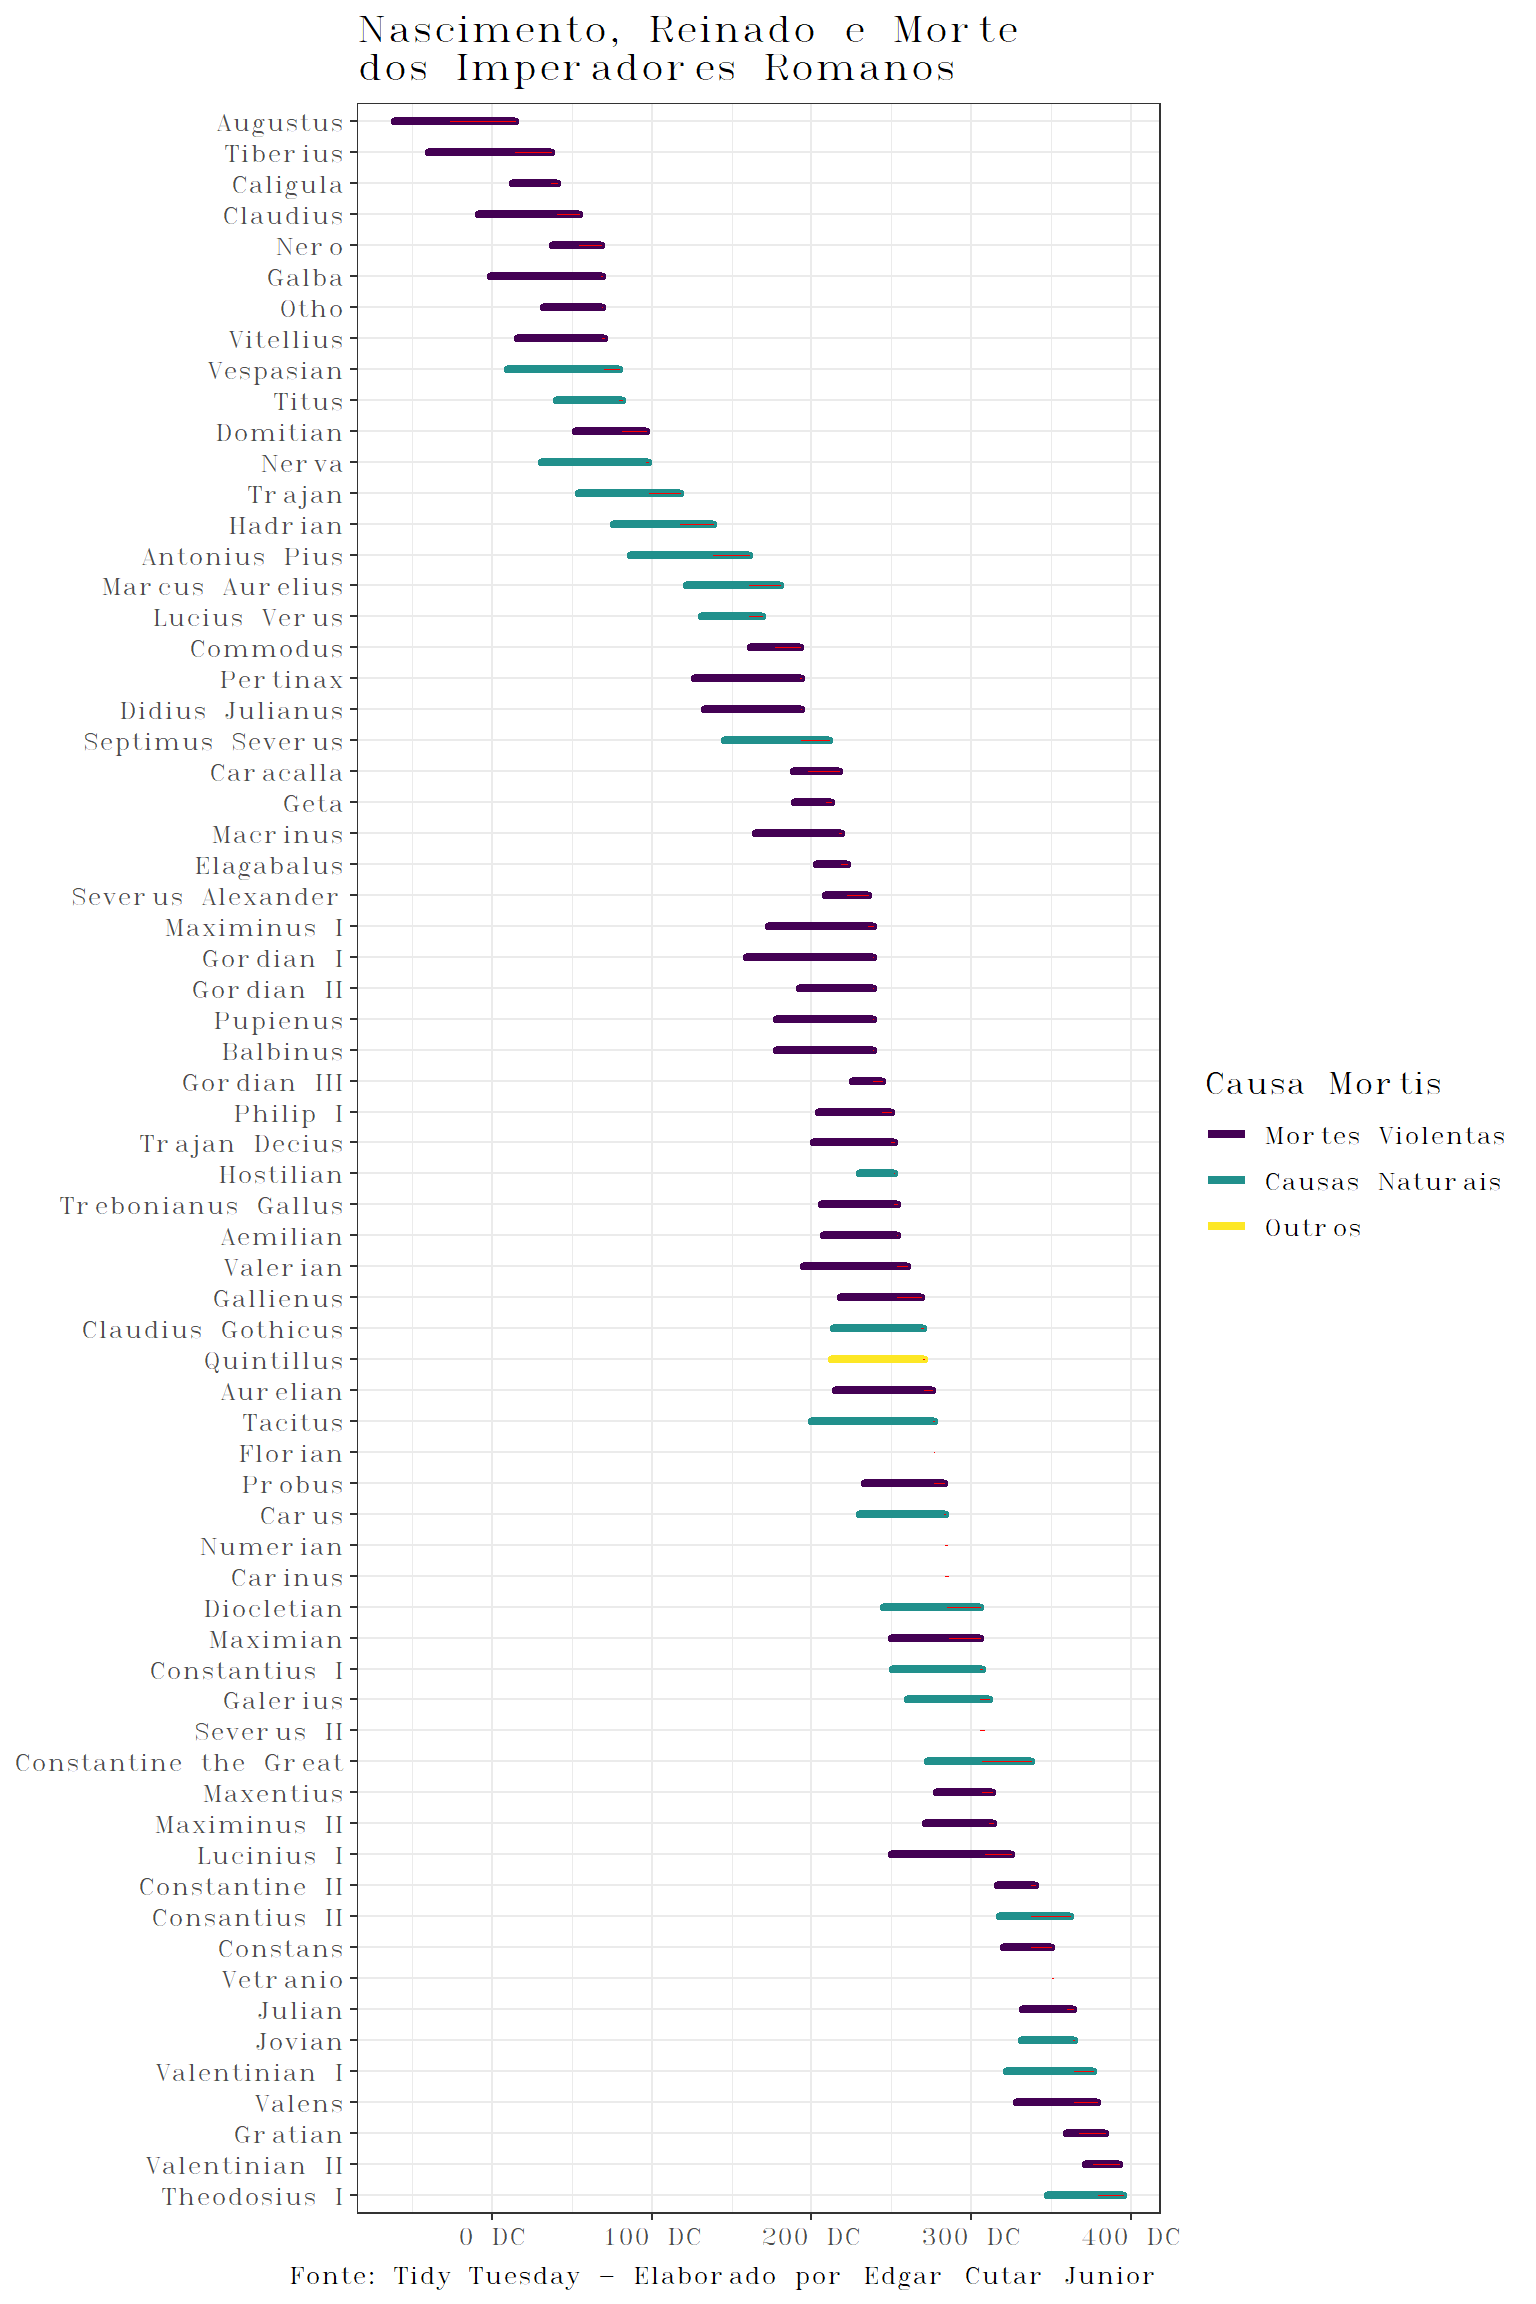 Nascimento, Reinado e Morte
dos Imperadores Romanos
Augustus
Tiberius
Caligula
Claudius
Nero
Galba
Otho
Vitellius
Vespasian
Titus
Domitian
Nerva
Trajan
Hadrian
Antonius Pius
Marcus Aurelius
Lucius Verus
Commodus
Pertinax
Didius Julianus
Septimus Severus
Caracalla
Geta
Macrinus
Elagabalus
Severus Alexander
Maximinus I
Gordian I
Gordian II
Pupienus
Balbinus
Gordian III
Philip I
Trajan Decius
Hostilian
Trebonianus Gallus
Aemilian
Valerian
Gallienus
Claudius Gothicus
Quintillus
Aurelian
Tacitus
Florian
Probus
Carus
Numerian
Carinus
Diocletian
Maximian
Constantius I
Galerius
Severus II
Constantine the Great
Maxentius
Maximinus II
Lucinius I
Constantine II
Consantius II
Constans
Vetranio
Julian
Jovian
Valentinian I
Valens
Gratian
Valentinian II
Theodosius I
0 DC 100 DC 200 DC 300 DC 400 DC
Fonte: Tidy Tuesday – Elaborado por Edgar Cutar Junior
Causa Mortis
Mortes Violentas
Causas Naturais
Outros